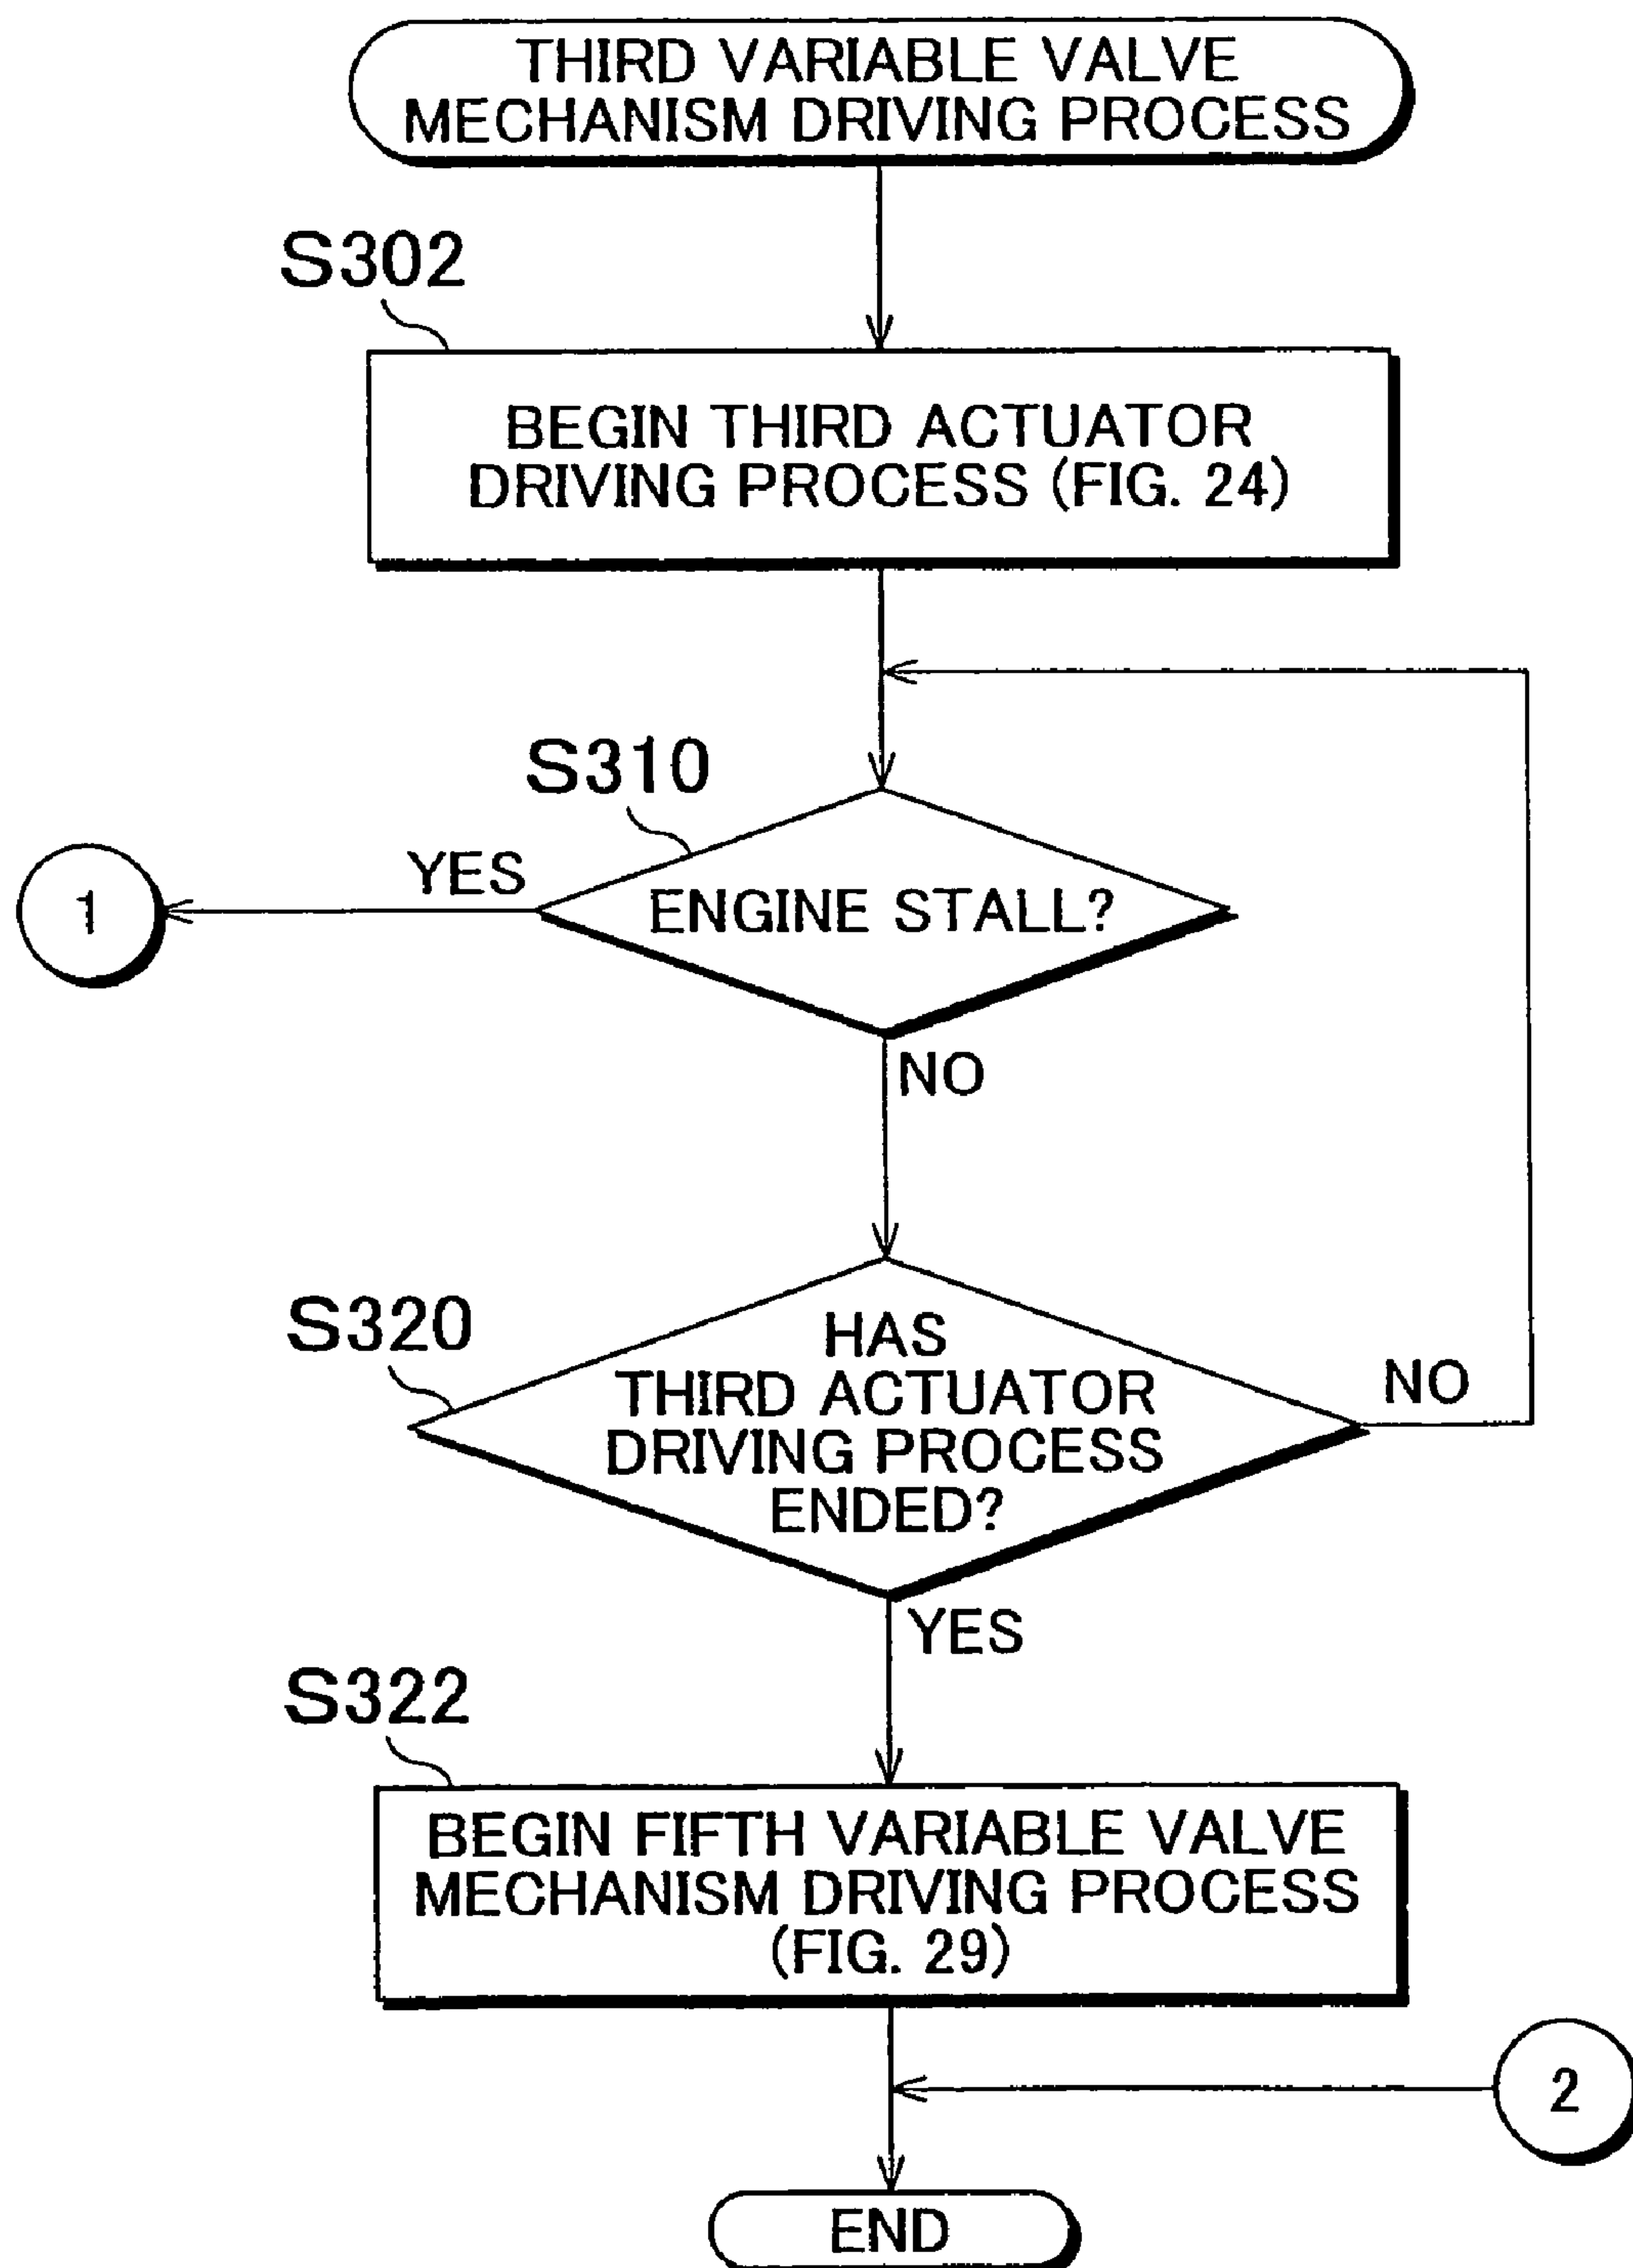 THIRD VARIABLE VALVE
MECHANISM DRIVING PROCESS
S302
BEGIN THIRD ACTUATOR
DRIVING PROCESS (FIG. 24)
S310
YES
1
ENGINE STALL?
NO
S320
HAS
THIRD ACTUATOR
DRIVING PROCESS
ENDED?
NO
YES
S322
BEGIN FIFTH VARIABLE VALVE
MECHANISM DRIVING PROCESS
(FIG. 29)
2
END